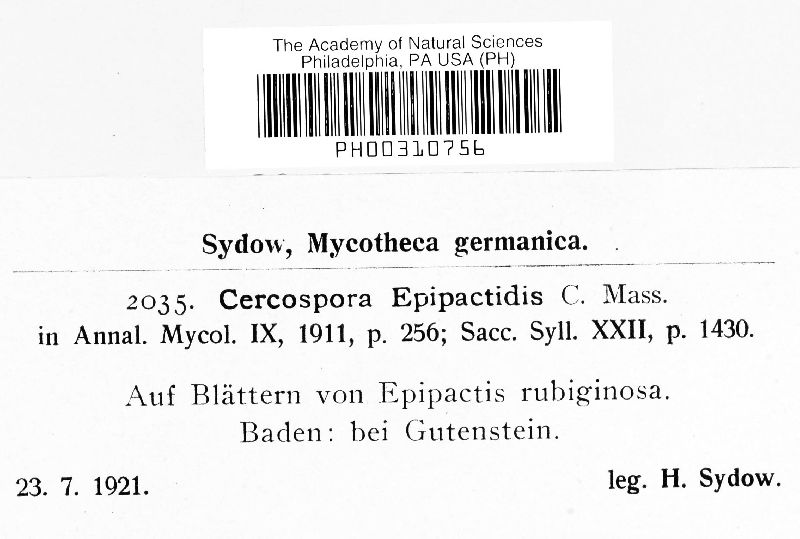 The Academy of Natural Sciences
Philadelphia, PA USA (PH)
PH00310756
Sydow, Mycotheca germanica.
2035. Cercospora Epipactidis C. Mass.
in Annal. Mycol. IX, 1911, p. 256; Sacc. Syll. XXII, p. 1430.
Auf Blättern von Epipactis rubiginosa.
Baden: bei Gutenstein.
23. 7. 1921. leg. H. Sydow.